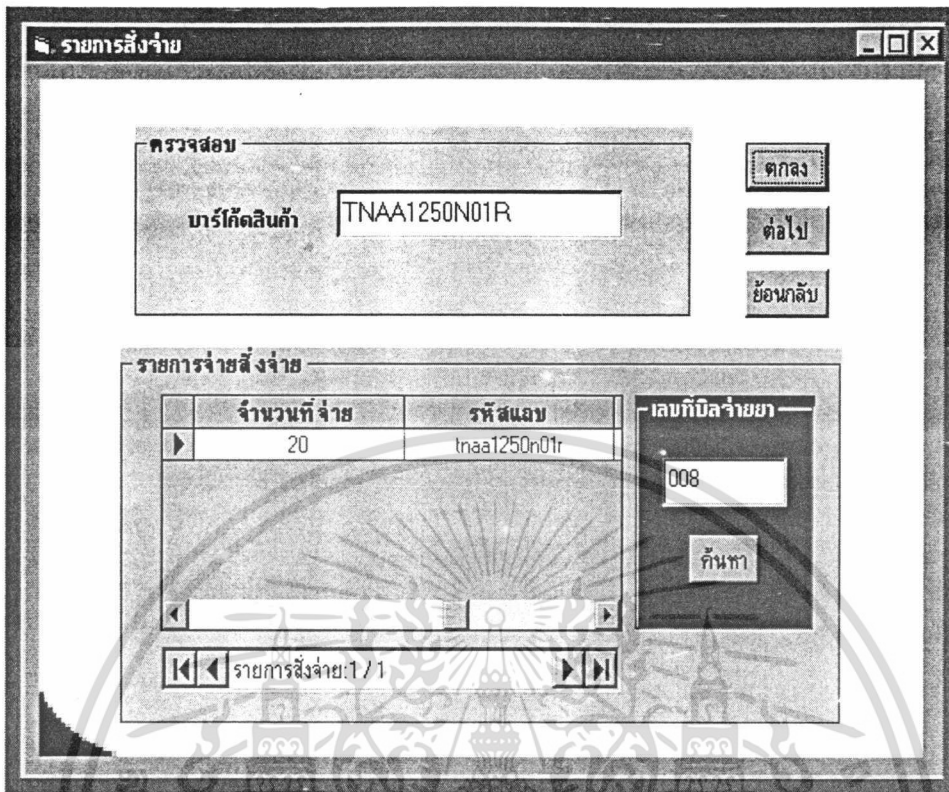 รายการสั่งจ่าย
ตรวจสอบ
บาร์โค้ดสินค้า TNAA1250N01R
ตกลง
ต่อไป
ย้อนกลับ
รายการจ่ายสั่งจ่าย
จำนวนที่จ่าย รหัสแถบ
20 tnaa1250n01r
เลขที่บิลจ่ายยา
008
ค้นหา
รายการสั่งจ่าย:1 / 1